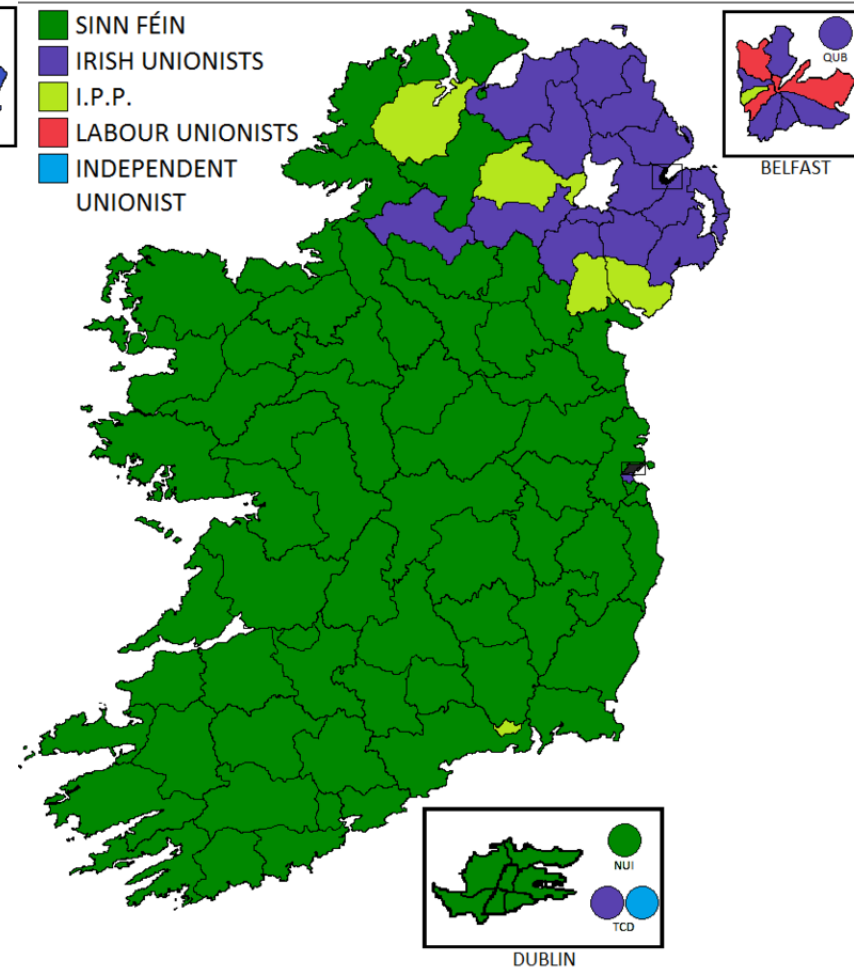 SINN FÉIN
IRISH UNIONISTS
I.P.P.
LABOUR UNIONISTS
INDEPENDENT
UNIONIST
QUB
BELFAST
NUI
TCD
DUBLIN